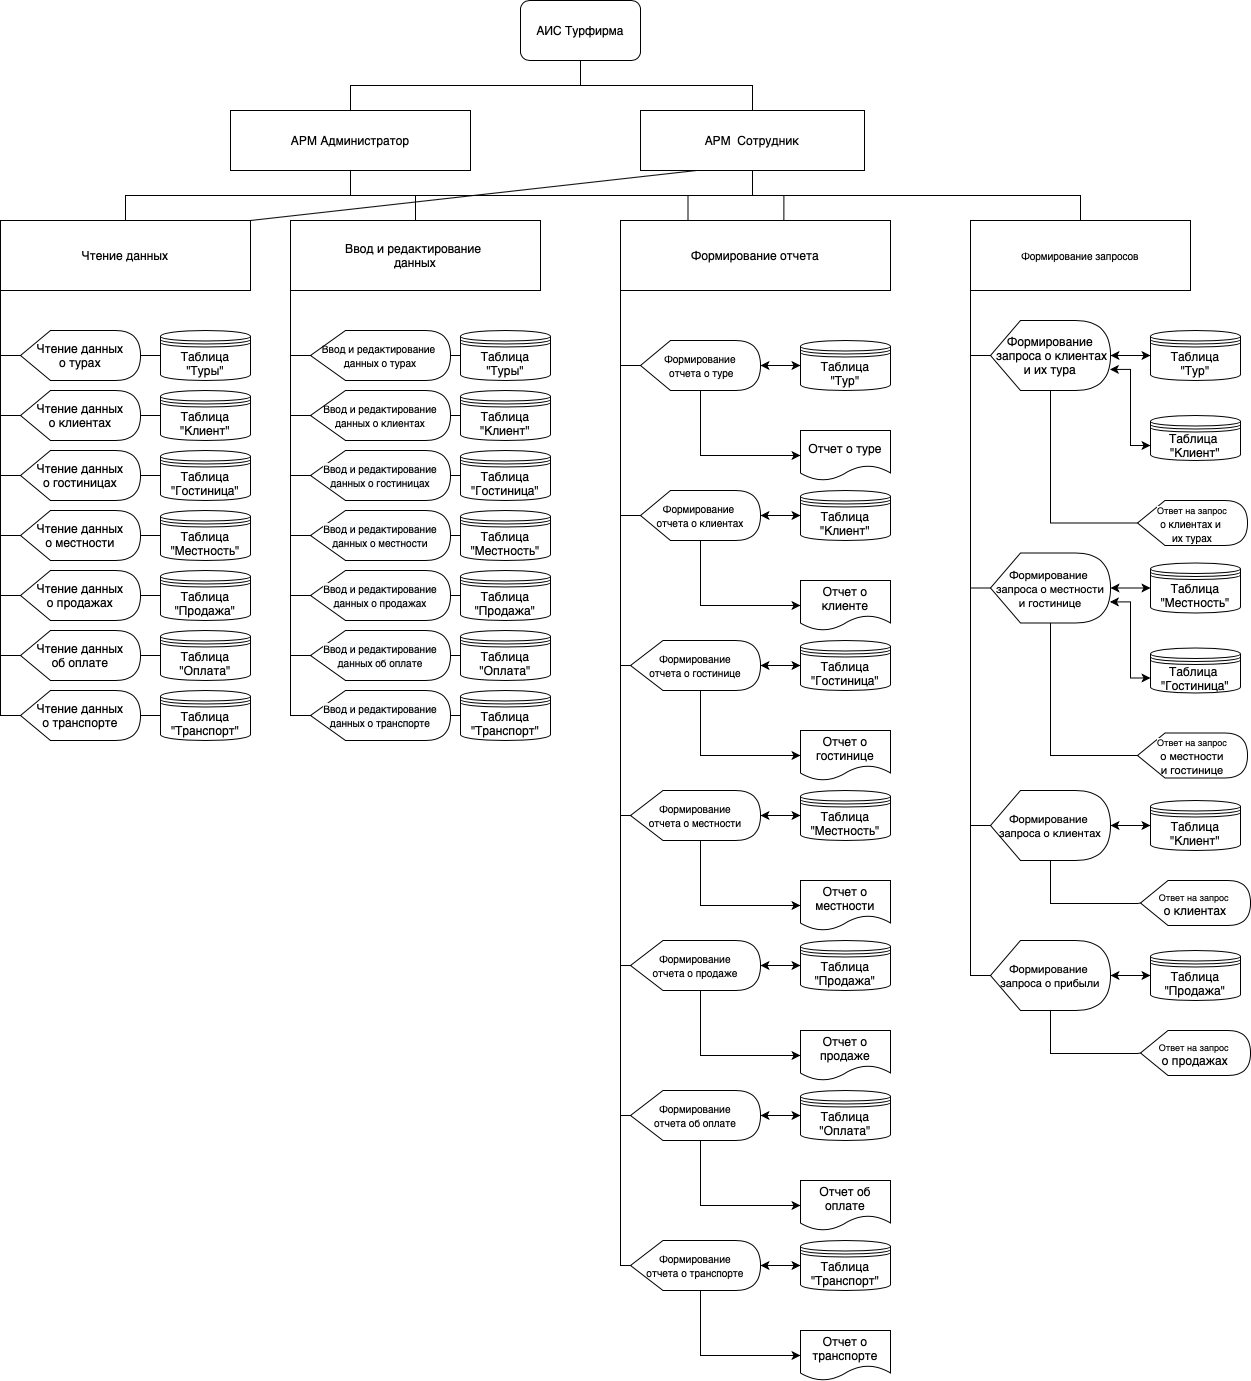 АИС Турфирма
АРМ Администратор
АРМ Сотрудник
Чтение данных
Ввод и редактирование
данных
Формирование отчета
Формирование запросов
Чтение данных
о турах
Таблица
"Туры"
Чтение данных
о клиентах
Таблица
"Клиент"
Чтение данных
о гостиницах
Таблица
"Гостиница"
Чтение данных
о местности
Таблица
"Местность"
Чтение данных
о продажах
Таблица
"Продажа"
Чтение данных
об оплате
Таблица
"Оплата"
Чтение данных
о транспорте
Таблица
"Транспорт"
Ввод и редактирование
данных о турах
Таблица
"Туры"
Ввод и редактирование
данных о клиентах
Таблица
"Клиент"
Ввод и редактирование
данных о гостиницах
Таблица
"Гостиница"
Ввод и редактирование
данных о местности
Таблица
"Местность"
Ввод и редактирование
данных о продажах
Таблица
"Продажа"
Ввод и редактирование
данных об оплате
Таблица
"Оплата"
Ввод и редактирование
данных о транспорте
Таблица
"Транспорт"
Формирование
отчета о туре
Таблица
"Тур"
Отчет о туре
Формирование
отчета о клиентах
Таблица
"Клиент"
Отчет о
клиенте
Формирование
отчета о гостинице
Таблица
"Гостиница"
Отчет о
гостинице
Формирование
отчета о местности
Таблица
"Местность"
Отчет о
местности
Формирование
отчета о продаже
Таблица
"Продажа"
Отчет о
продаже
Формирование
отчета об оплате
Таблица
"Оплата"
Отчет об
оплате
Формирование
отчета о транспорте
Таблица
"Транспорт"
Отчет о
транспорте
Формирование
запроса о клиентах
и их тура
Таблица
"Тур"
Таблица
"Клиент"
Ответ на запрос
о клиентах и
их турах
Формирование
запроса о местности
и гостинице
Таблица
"Местность"
Таблица
"Гостиница"
Ответ на запрос
о местности
и гостинице
Формирование
запроса о клиентах
Таблица
"Клиент"
Ответ на запрос
о клиентах
Формирование
запроса о прибыли
Таблица
"Продажа"
Ответ на запрос
о продажах